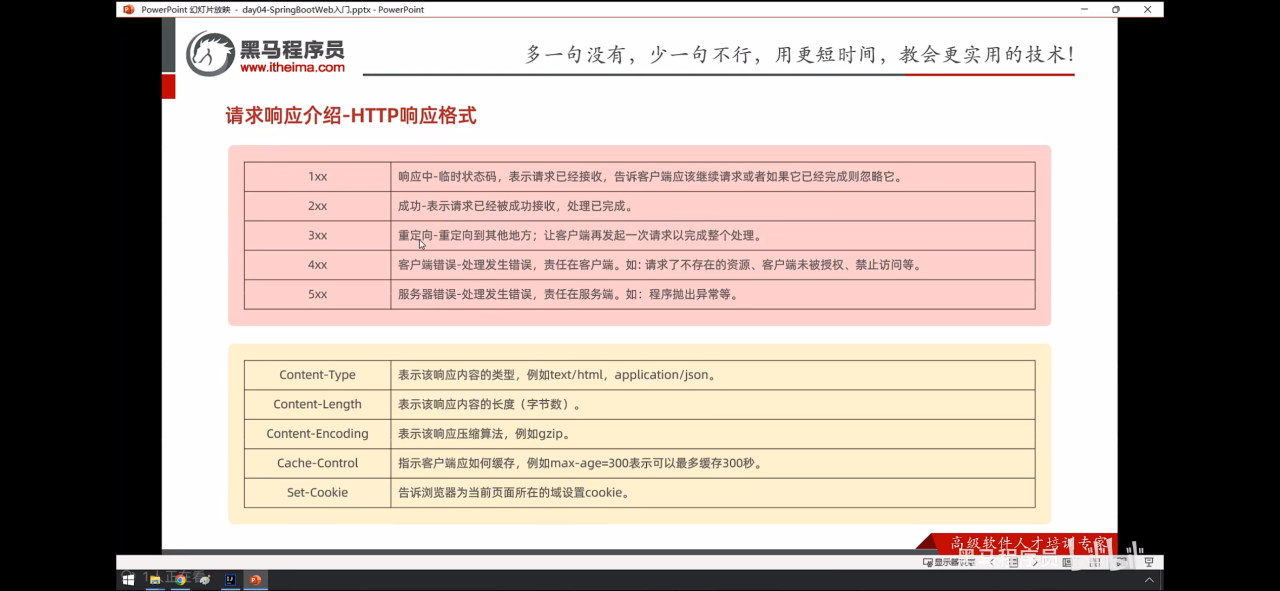 PowerPoint 幻灯片放映 - day04-SpringBootWeb入门.pptx - PowerPoint
黑马程序员
www.itheima.com
多一句没有，少一句不行，用更短时间，教会更实用的技术！
请求响应介绍-HTTP响应格式
1xx 响应中-临时状态码，表示请求已经接收，告诉客户端应该继续请求或者如果它已经完成则忽略它。
2xx 成功-表示请求已经被成功接收，处理已完成。
3xx 重定向-重定向到其他地方；让客户端再发起一次请求以完成整个处理。
4xx 客户端错误-处理发生错误，责任在客户端。如：请求了不存在的资源、客户端未被授权、禁止访问等。
5xx 服务器错误-处理发生错误，责任在服务端。如：程序抛出异常等。
Content-Type 表示该响应内容的类型，例如text/html，application/json。
Content-Length 表示该响应内容的长度（字节数）。
Content-Encoding 表示该响应压缩算法，例如gzip。
Cache-Control 指示客户端应如何缓存，例如max-age=300表示可以最多缓存300秒。
Set-Cookie 告诉浏览器为当前页面所在的域设置cookie。
高级软件人才培训专家
黑马程序员
1人正在看